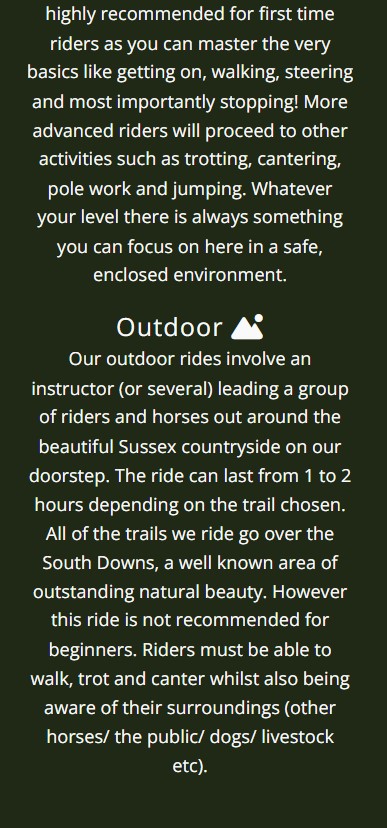 highly recommended for first time
riders as you can master the very
basics like getting on, walking, steering
and most importantly stopping! More
advanced riders will proceed to other
activities such as trotting, cantering,
pole work and jumping. Whatever
your level there is always something
you can focus on here in a safe,
enclosed environment.
Outdoor
Our outdoor rides involve an
instructor (or several) leading a group
of riders and horses out around the
beautiful Sussex countryside on our
doorstep. The ride can last from 1 to 2
hours depending on the trail chosen.
All of the trails we ride go over the
South Downs, a well known area of
outstanding natural beauty. However
this ride is not recommended for
beginners. Riders must be able to
walk, trot and canter whilst also being
aware of their surroundings (other
horses/ the public/ dogs/ livestock
etc).